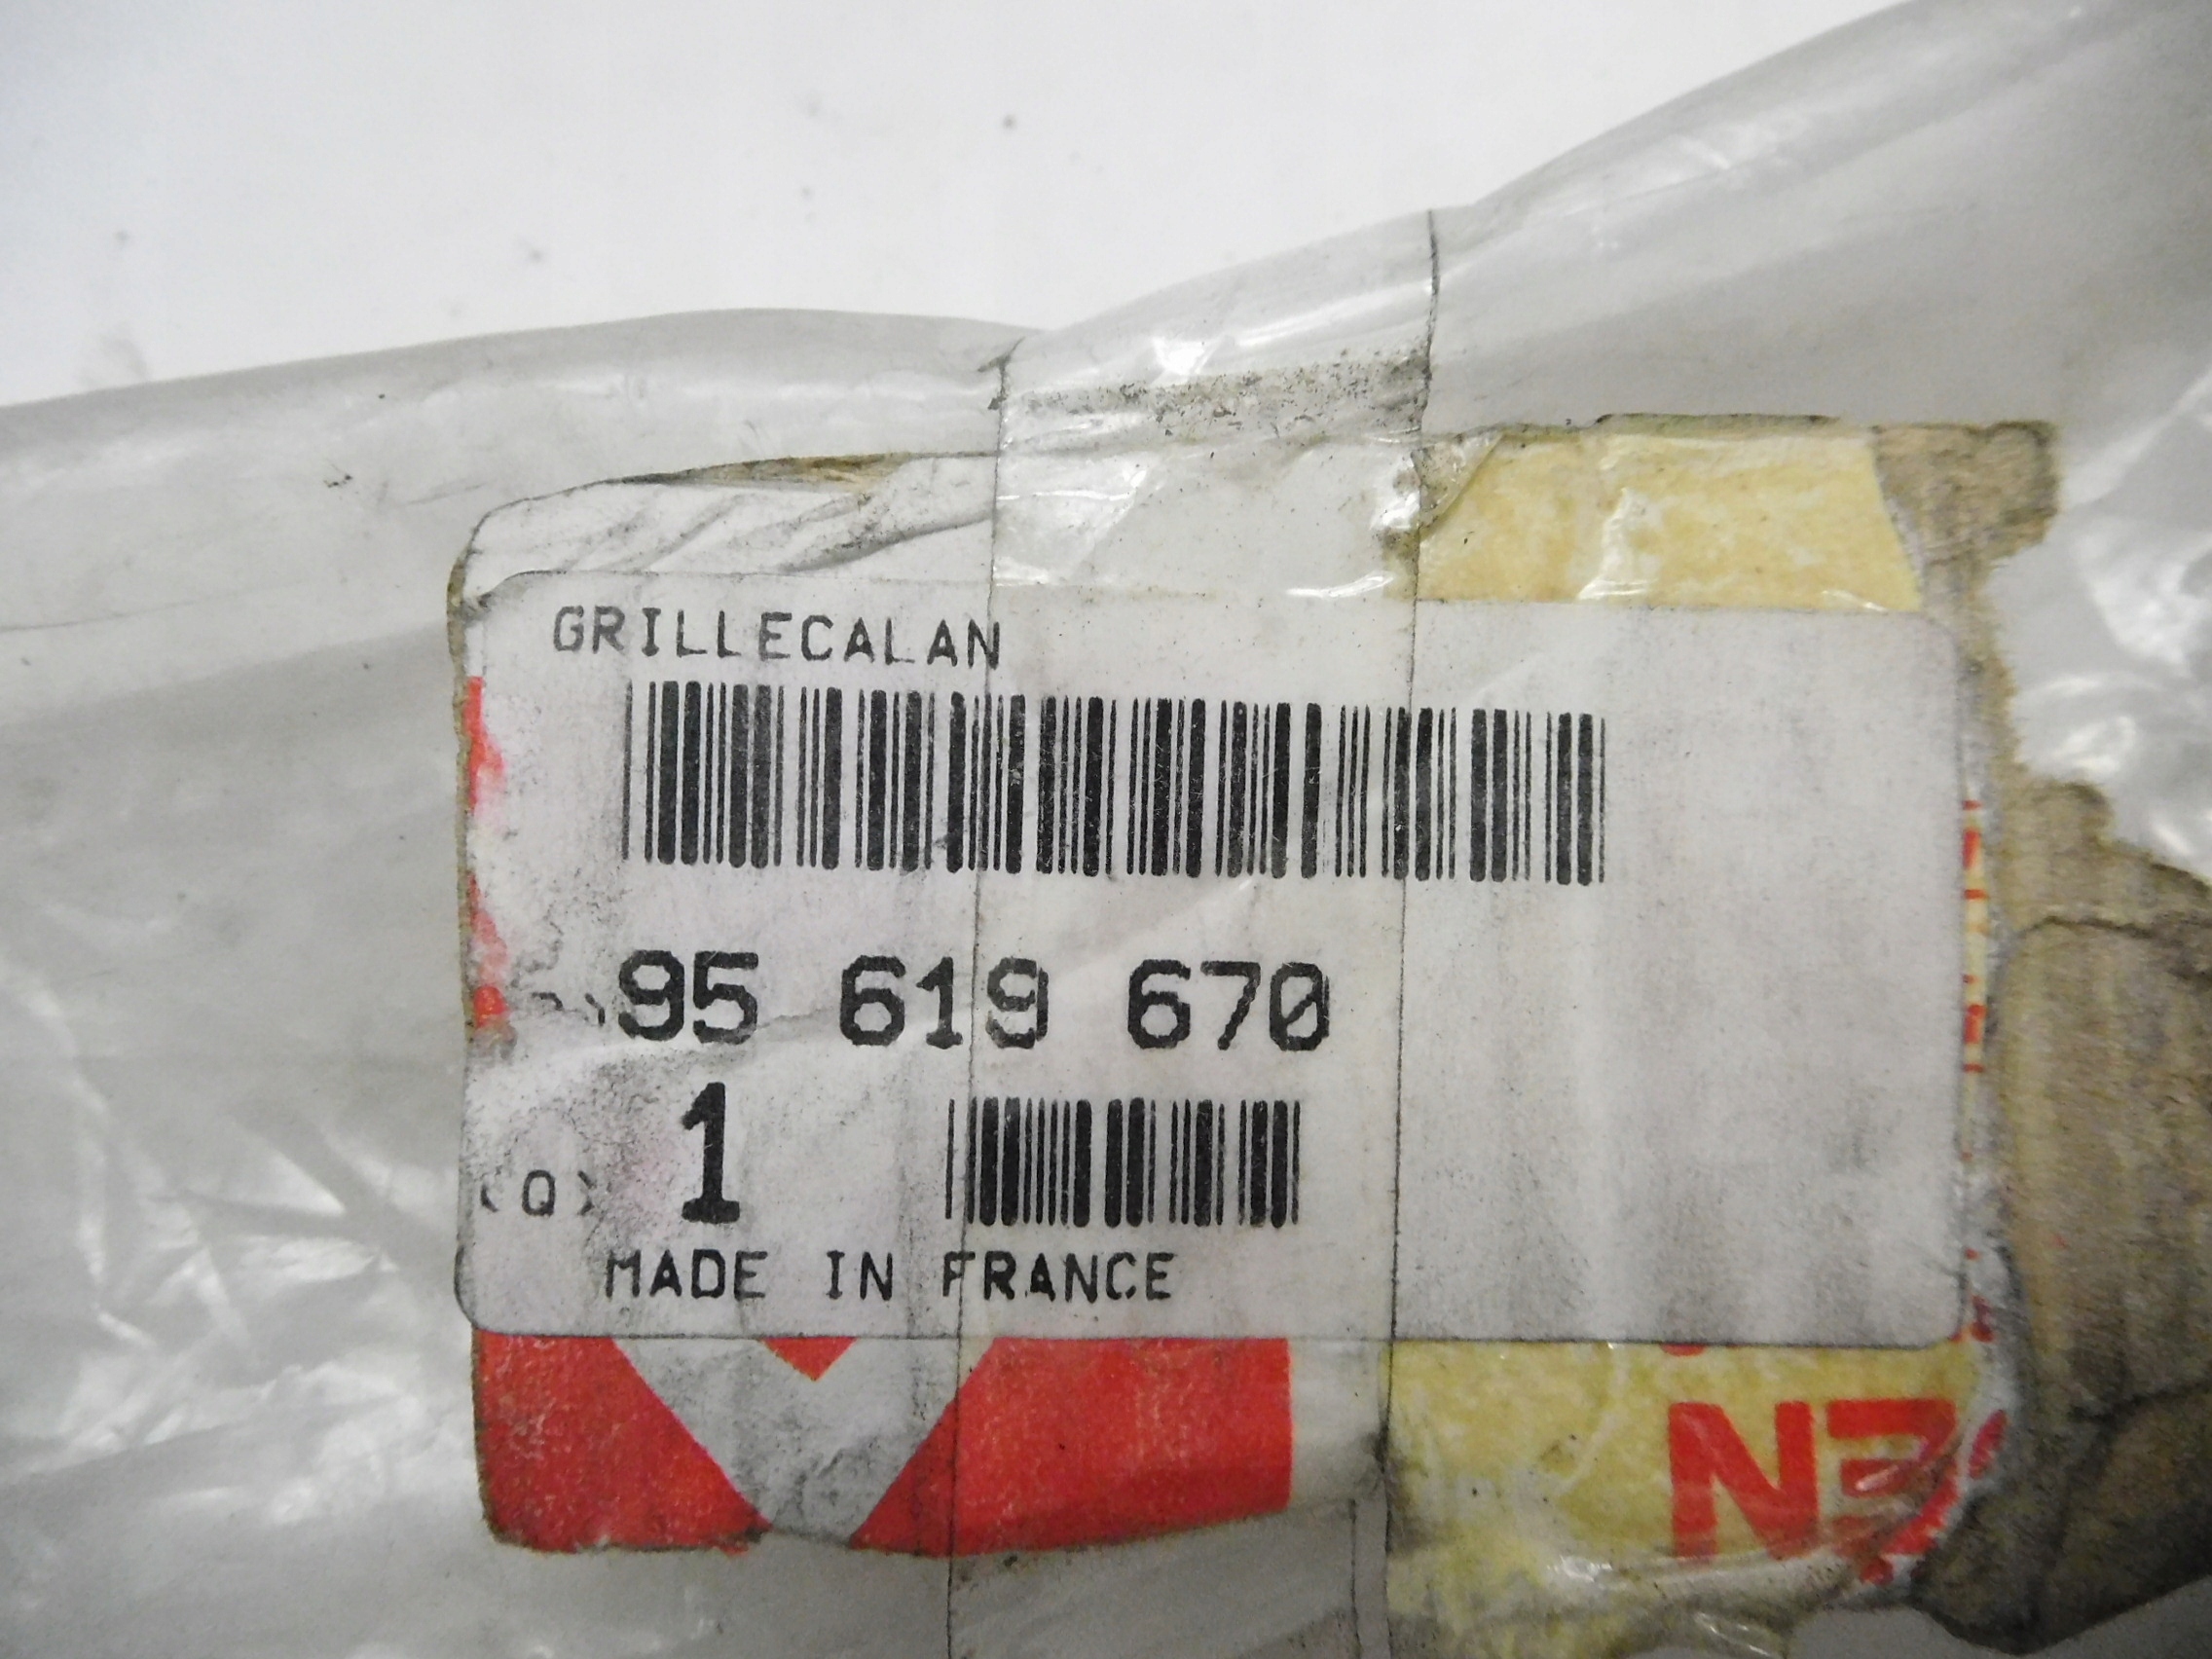 GRILLECALAN
95 619 670
(Q) 1
MADE IN FRANCE